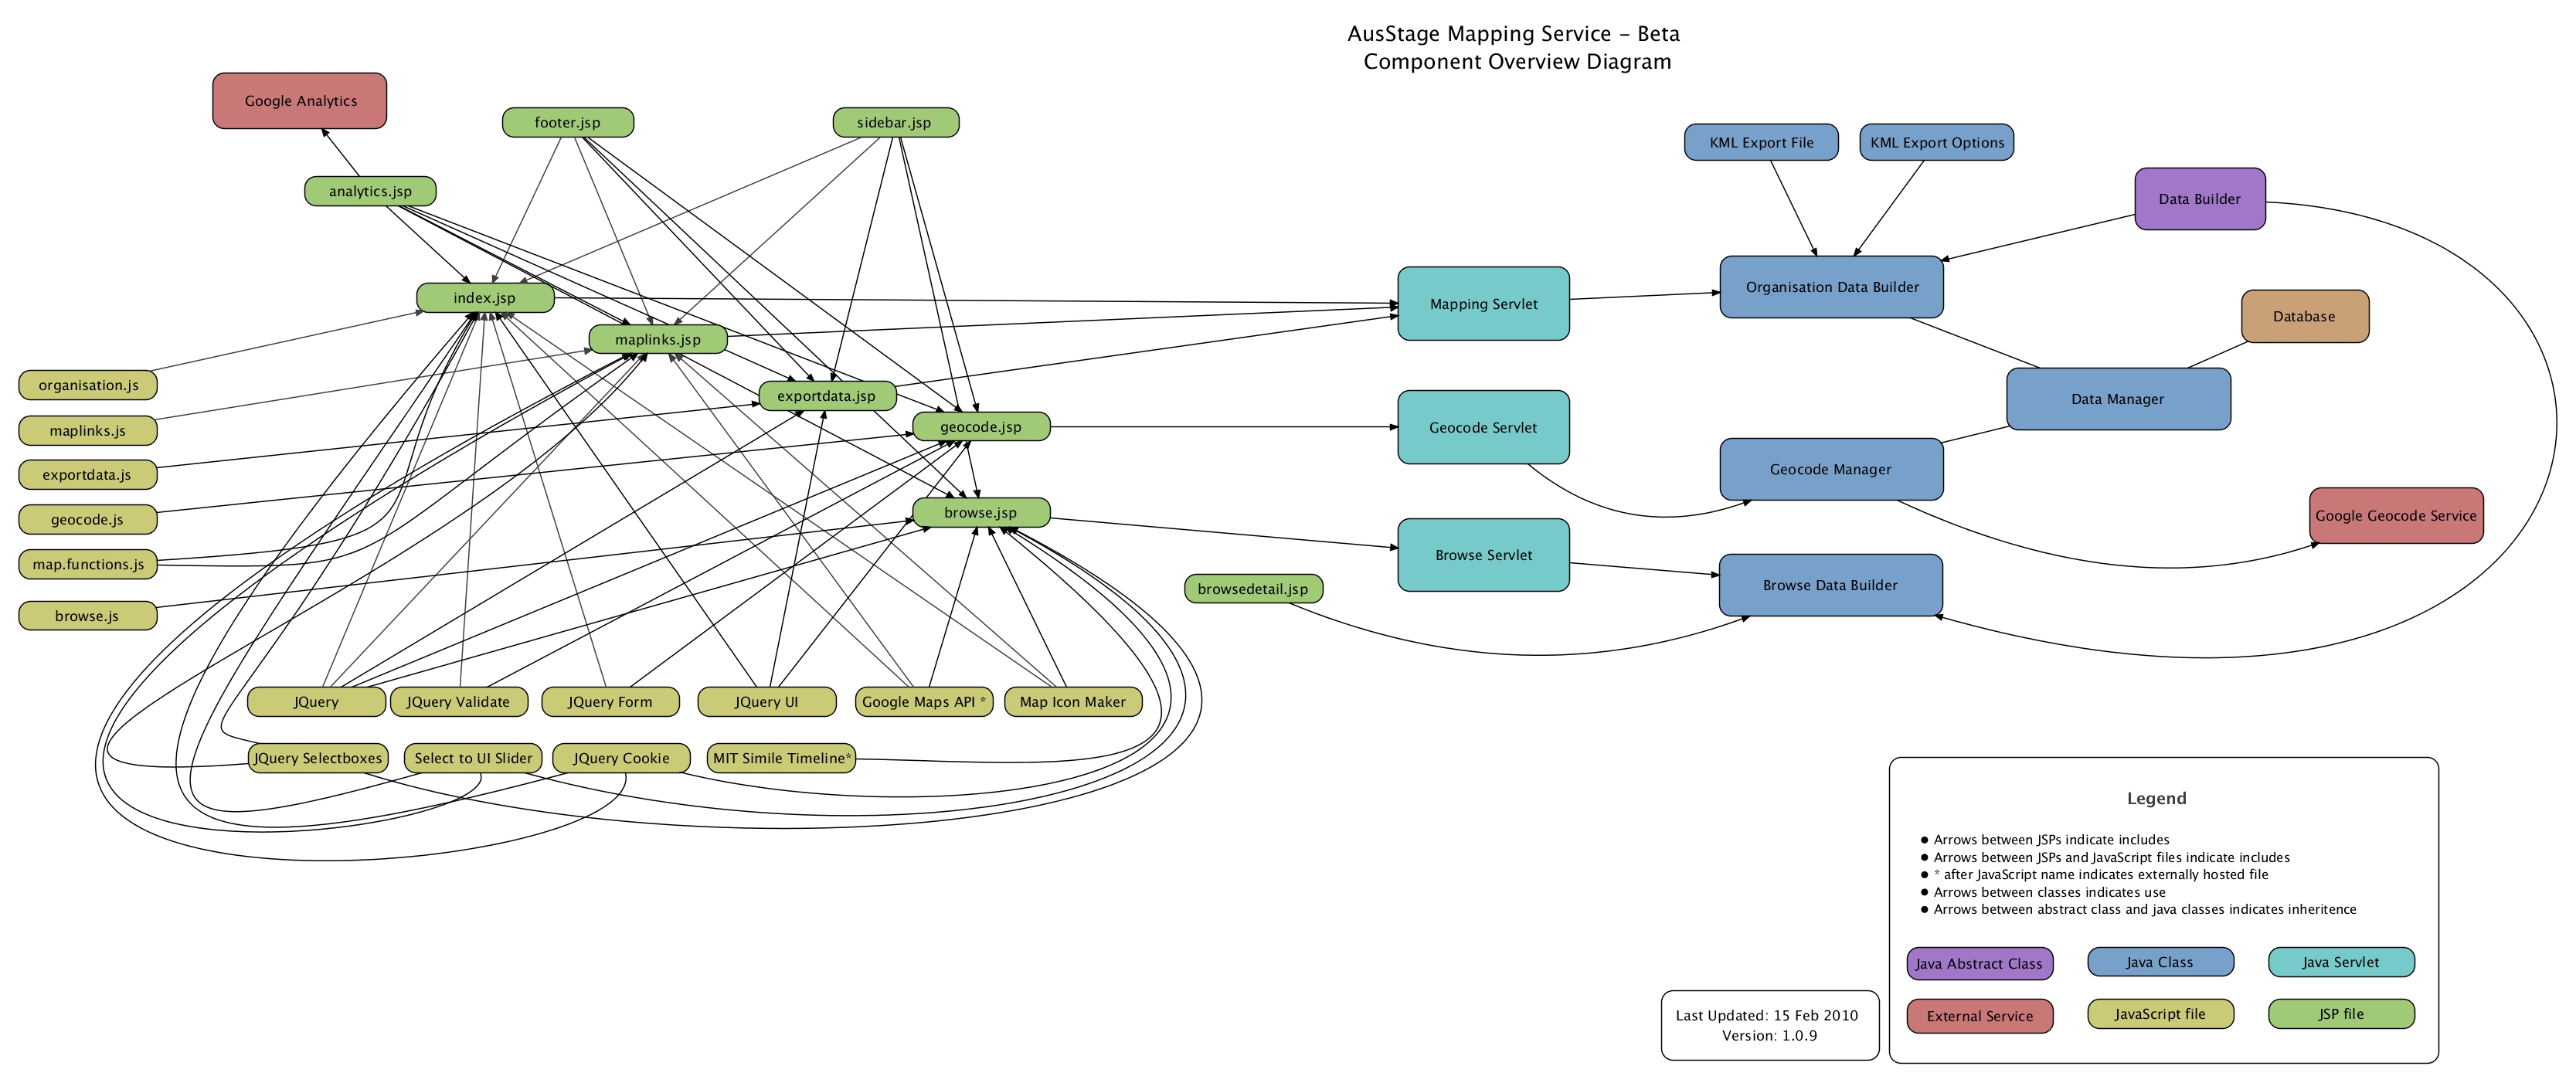 AusStage Mapping Service - Beta
Component Overview Diagram
Google Analytics
footer.jsp
sidebar.jsp
KML Export File
KML Export Options
analytics.jsp
Data Builder
index.jsp
Mapping Servlet
Organisation Data Builder
Database
maplinks.jsp
organisation.js
exportdata.jsp
Data Manager
maplinks.js
geocode.jsp
Geocode Servlet
exportdata.js
Geocode Manager
geocode.js
browse.jsp
Google Geocode Service
map.functions.js
Browse Servlet
browsedetail.jsp
Browse Data Builder
browse.js
JQuery
JQuery Validate
JQuery Form
JQuery UI
Google Maps API *
Map Icon Maker
JQuery Selectboxes
Select to UI Slider
JQuery Cookie
MIT Simile Timeline*
Legend
● Arrows between JSPs indicate includes
● Arrows between JSPs and JavaScript files indicate includes
● * after JavaScript name indicates externally hosted file
● Arrows between classes indicates use
● Arrows between abstract class and java classes indicates inheritence
Java Abstract Class
Java Class
Java Servlet
External Service
JavaScript file
JSP file
Last Updated: 15 Feb 2010
Version: 1.0.9